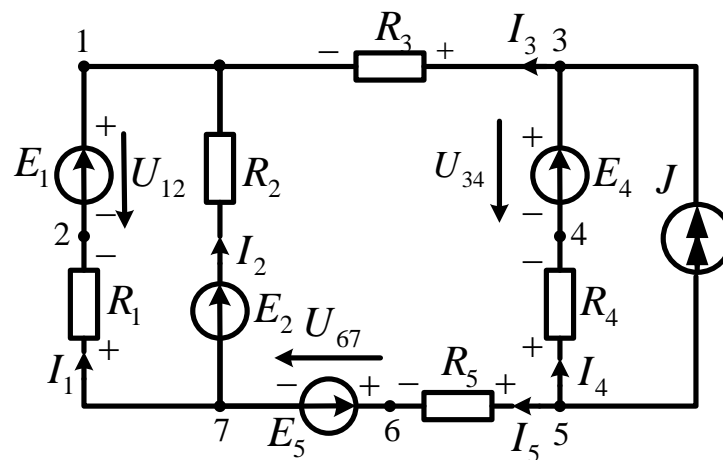 1
R3
I3
3
−
+
+
E1
U12
−
2
−
R1
+
I1
R2
I2
E2
U34
+
E4
−
4
−
R4
+
I4
J
U67
−
+
E5
6
−
R5
+
I5
5
7